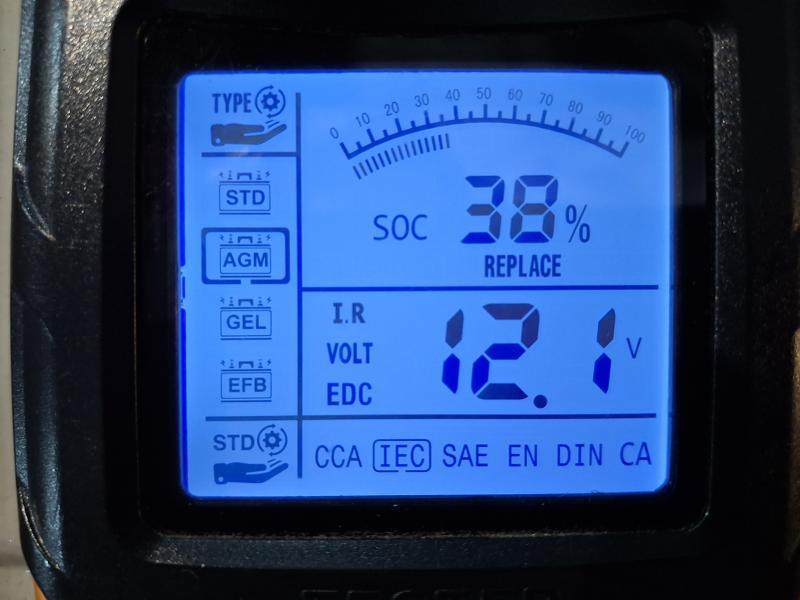 TYPE
0 10 20 30 40 50 60 70 80 90 100
STD
AGM
GEL
EFB
STD
SOC 38%
REPLACE
I.R
VOLT
EDC
12.1 V
CCA IEC SAE EN DIN CA